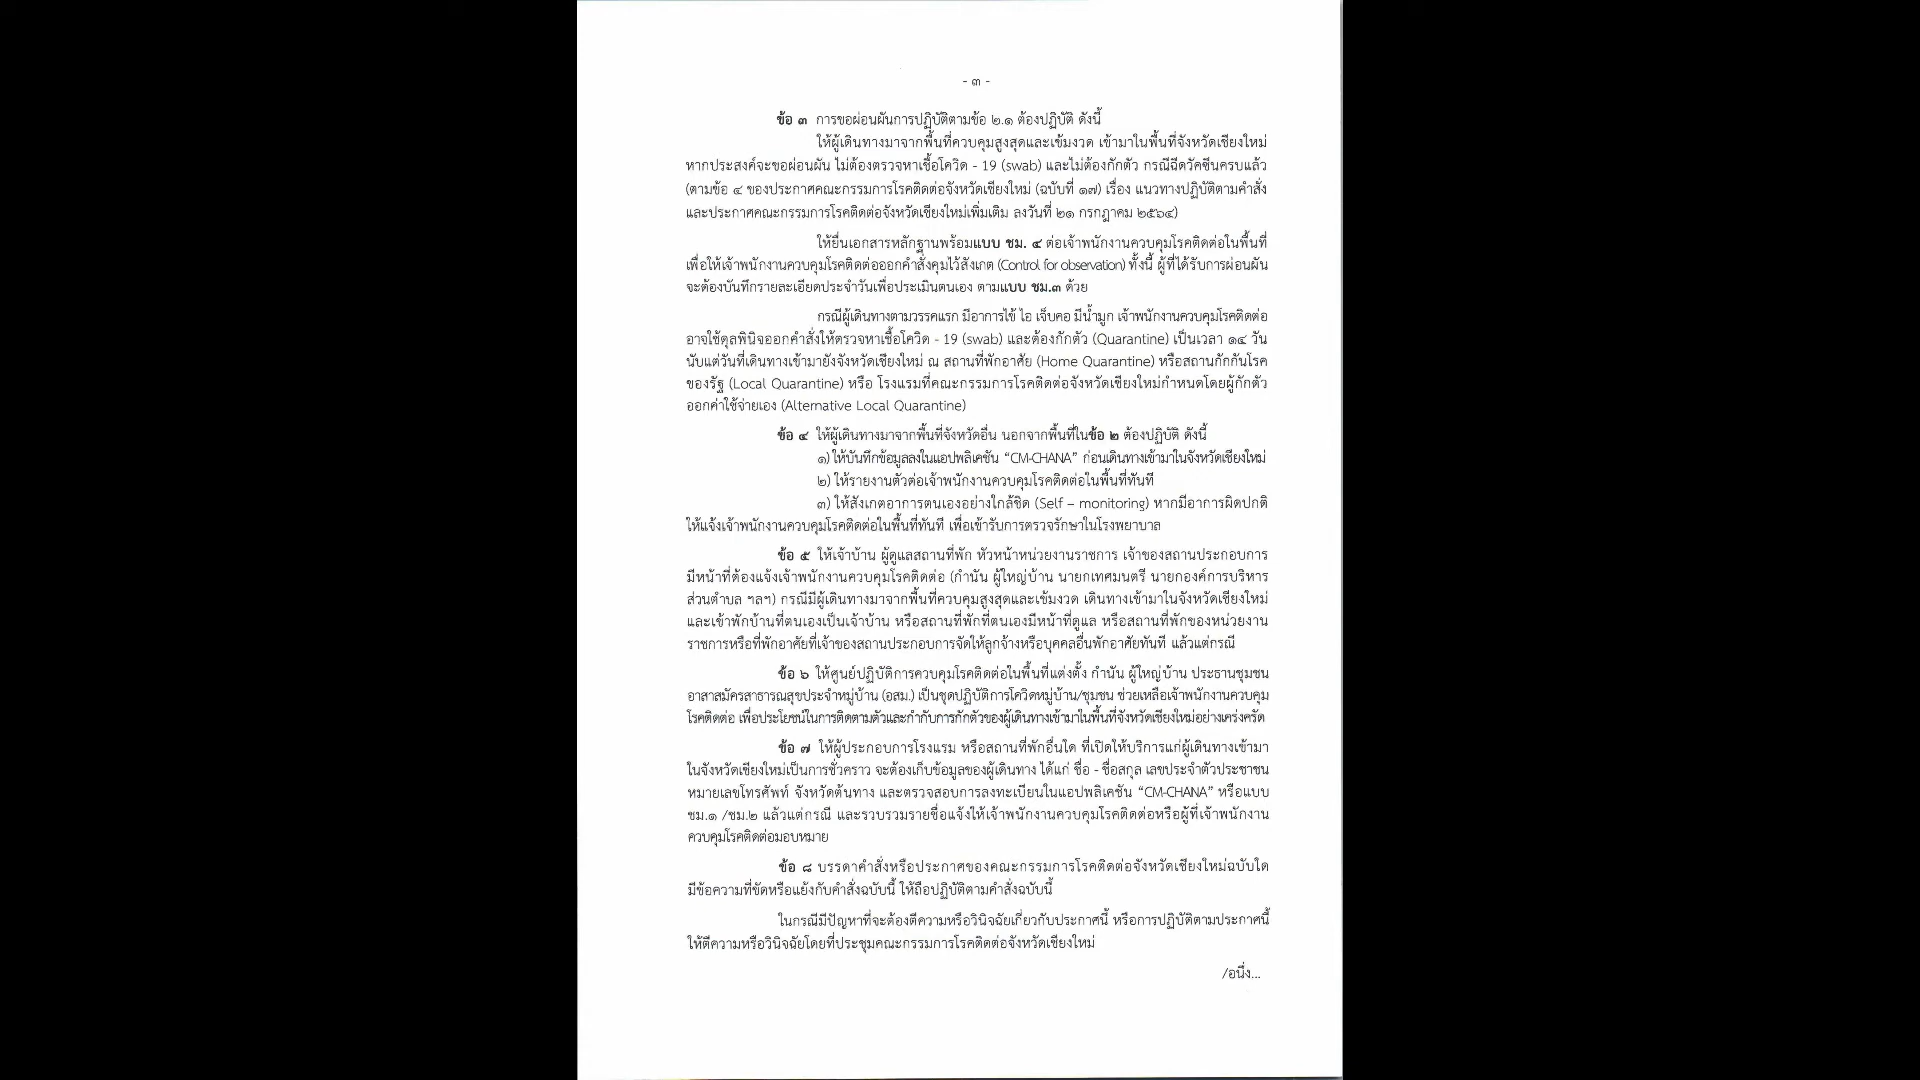 - ๓ -
ข้อ ๓ การขอผ่อนผันการปฏิบัติตามข้อ ๒.๑ ต้องปฏิบัติ ดังนี้
ให้ผู้เดินทางมาจากพื้นที่ควบคุมสูงสุดและเข้มงวด เข้ามาในพื้นที่จังหวัดเชียงใหม่
หากประสงค์จะขอผ่อนผัน ไม่ต้องตรวจหาเชื้อโควิด - 19 (swab) และไม่ต้องกักตัว กรณีฉีดวัคซีนครบแล้ว
(ตามข้อ ๔ ของประกาศคณะกรรมการโรคติดต่อจังหวัดเชียงใหม่ (ฉบับที่ ๑๗) เรื่อง แนวทางปฏิบัติตามคำสั่ง
และประกาศคณะกรรมการโรคติดต่อจังหวัดเชียงใหม่เพิ่มเติม ลงวันที่ ๒๑ กรกฎาคม ๒๕๖๔)
ให้ยื่นเอกสารหลักฐานพร้อมแบบ ชม. ๔ ต่อเจ้าพนักงานควบคุมโรคติดต่อในพื้นที่
เพื่อให้เจ้าพนักงานควบคุมโรคติดต่อออกคำสั่งคุมไว้สังเกต (Control for observation) ทั้งนี้ ผู้ที่ได้รับการผ่อนผัน
จะต้องบันทึกรายละเอียดประจำวันเพื่อประเมินตนเอง ตามแบบ ชม.๓ ด้วย
กรณีผู้เดินทางตามวรรคแรก มีอาการไข้ ไอ เจ็บคอ มีน้ำมูก เจ้าพนักงานควบคุมโรคติดต่อ
อาจใช้ดุลพินิจออกคำสั่งให้ตรวจหาเชื้อโควิด - 19 (swab) และต้องกักตัว (Quarantine) เป็นเวลา ๑๔ วัน
นับแต่วันที่เดินทางเข้ามายังจังหวัดเชียงใหม่ ณ สถานที่พักอาศัย (Home Quarantine) หรือสถานกักกันโรค
ของรัฐ (Local Quarantine) หรือ โรงแรมที่คณะกรรมการโรคติดต่อจังหวัดเชียงใหม่กำหนดโดยผู้กักตัว
ออกค่าใช้จ่ายเอง (Alternative Local Quarantine)
ข้อ ๔ ให้ผู้เดินทางมาจากพื้นที่จังหวัดอื่น นอกจากพื้นที่ในข้อ ๒ ต้องปฏิบัติ ดังนี้
๑) ให้บันทึกข้อมูลลงในแอปพลิเคชัน “CM-CHANA” ก่อนเดินทางเข้ามาในจังหวัดเชียงใหม่
๒) ให้รายงานตัวต่อเจ้าพนักงานควบคุมโรคติดต่อในพื้นที่ทันที
๓) ให้สังเกตอาการตนเองอย่างใกล้ชิด (Self – monitoring) หากมีอาการผิดปกติ
ให้แจ้งเจ้าพนักงานควบคุมโรคติดต่อในพื้นที่ทันที เพื่อเข้ารับการตรวจรักษาในโรงพยาบาล
ข้อ ๕ ให้เจ้าบ้าน ผู้ดูแลสถานที่พัก หัวหน้าหน่วยงานราชการ เจ้าของสถานประกอบการ
มีหน้าที่ต้องแจ้งเจ้าพนักงานควบคุมโรคติดต่อ (กำนัน ผู้ใหญ่บ้าน นายกเทศมนตรี นายกองค์การบริหาร
ส่วนตำบล ฯลฯ) กรณีมีผู้เดินทางมาจากพื้นที่ควบคุมสูงสุดและเข้มงวด เดินทางเข้ามาในจังหวัดเชียงใหม่
และเข้าพักบ้านที่ตนเองเป็นเจ้าบ้าน หรือสถานที่พักที่ตนเองมีหน้าที่ดูแล หรือสถานที่พักของหน่วยงาน
ราชการหรือที่พักอาศัยที่เจ้าของสถานประกอบการจัดให้ลูกจ้างหรือบุคคลอื่นพักอาศัยทันที แล้วแต่กรณี
ข้อ ๖ ให้ศูนย์ปฏิบัติการควบคุมโรคติดต่อในพื้นที่แต่งตั้ง กำนัน ผู้ใหญ่บ้าน ประธานชุมชน
อาสาสมัครสาธารณสุขประจำหมู่บ้าน (อสม.) เป็นชุดปฏิบัติการโควิดหมู่บ้าน/ชุมชน ช่วยเหลือเจ้าพนักงานควบคุม
โรคติดต่อ เพื่อประโยชน์ในการติดตามตัวและกำกับการกักตัวของผู้เดินทางเข้ามาในพื้นที่จังหวัดเชียงใหม่อย่างเคร่งครัด
ข้อ ๗ ให้ผู้ประกอบการโรงแรม หรือสถานที่พักอื่นใด ที่เปิดให้บริการแก่ผู้เดินทางเข้ามา
ในจังหวัดเชียงใหม่เป็นการชั่วคราว จะต้องเก็บข้อมูลของผู้เดินทาง ได้แก่ ชื่อ - ชื่อสกุล เลขประจำตัวประชาชน
หมายเลขโทรศัพท์ จังหวัดต้นทาง และตรวจสอบการลงทะเบียนในแอปพลิเคชัน “CM-CHANA” หรือแบบ
ชม.๑ /ชม.๒ แล้วแต่กรณี และรวบรวมรายชื่อแจ้งให้เจ้าพนักงานควบคุมโรคติดต่อหรือผู้ที่เจ้าพนักงาน
ควบคุมโรคติดต่อมอบหมาย
ข้อ ๘ บรรดาคำสั่งหรือประกาศของคณะกรรมการโรคติดต่อจังหวัดเชียงใหม่ฉบับใด
มีข้อความที่ขัดหรือแย้งกับคำสั่งฉบับนี้ ให้ถือปฏิบัติตามคำสั่งฉบับนี้
ในกรณีมีปัญหาที่จะต้องตีความหรือวินิจฉัยเกี่ยวกับประกาศนี้ หรือการปฏิบัติตามประกาศนี้
ให้ตีความหรือวินิจฉัยโดยที่ประชุมคณะกรรมการโรคติดต่อจังหวัดเชียงใหม่
/อนึ่ง...